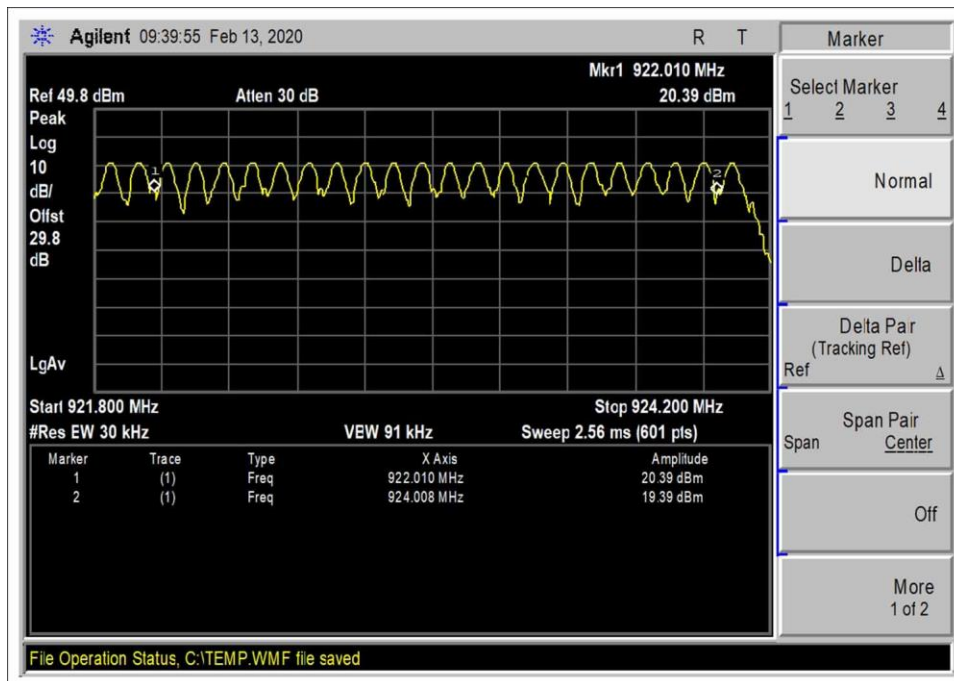 Agilent 09:39:55 Feb 13, 2020 R T
Mkr1 922.010 MHz
Ref 49.8 dBm Atten 30 dB 20.39 dBm
Peak
Log
10
dB/
Offst
29.8
dB
LgAv
1
2
Start 921.800 MHz Stop 924.200 MHz
#Res EW 30 kHz VEW 91 kHz Sweep 2.56 ms (601 pts)
Marker Trace Type X Axis Amplitude
1 (1) Freq 922.010 MHz 20.39 dBm
2 (1) Freq 924.008 MHz 19.39 dBm
File Operation Status, C:\TEMP.WMF file saved
Marker
Select Marker
1 2 3 4
Normal
Delta
Delta Pair
(Tracking Ref)
Ref Δ
Span Pair
Span Center
Off
More
1 of 2